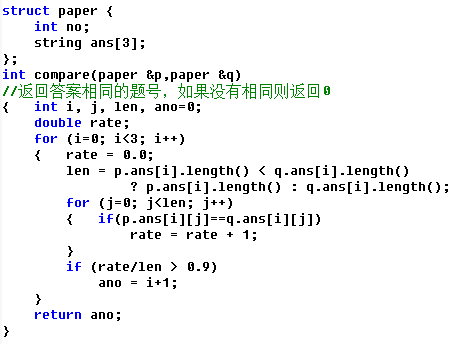 struct paper {
    int no;
    string ans[3];
};
int compare(paper &p,paper &q)
//返回答案相同的题号，如果没有相同则返回0
{   int i, j, len, ano=0;
    double rate;
    for (i=0; i<3; i++)
    {   rate = 0.0;
        len = p.ans[i].length() < q.ans[i].length()
                ? p.ans[i].length() : q.ans[i].length();
        for (j=0; j<len; j++)
        {   if(p.ans[i][j]==q.ans[i][j])
                rate = rate + 1;
        }
        if (rate/len > 0.9)
            ano = i+1;
    }
    return ano;
}